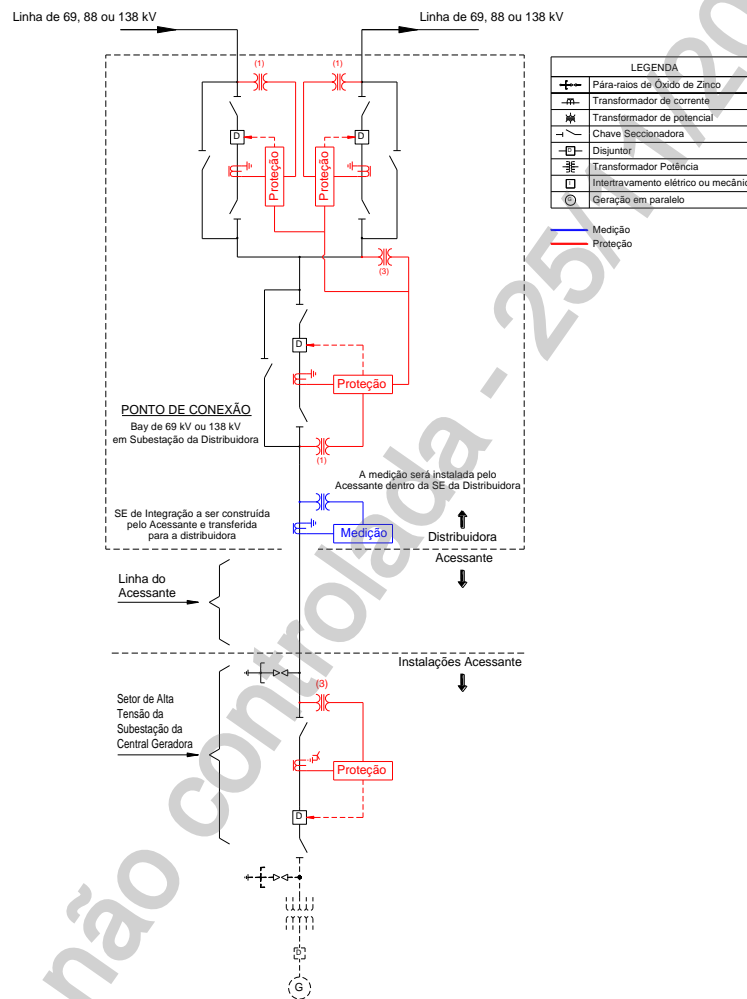 Linha de 69, 88 ou 138 kV
Linha de 69, 88 ou 138 kV
(1)
(1)
D
D
Proteção
Proteção
(3)
LEGENDA
Pára-raios de Óxido de Zinco
Transformador de corrente
Transformador de potencial
Chave Seccionadora
D
Disjuntor
Transformador Potência
Intertravamento elétrico ou mecânic
G
Geração em paralelo
Medição
Proteção
D
Proteção
PONTO DE CONEXÃO
Bay de 69 kV ou 138 kV
em Subestação da Distribuidora
(1)
A medição será instalada pelo
Acessante dentro da SE da Distribuidora
SE de Integração a ser construída
pelo Acessante e transferida
para a distribuidora
Medição
Distribuidora
Acessante
Linha do
Acessante
Instalações Acessante
(3)
Setor de Alta
Tensão da
Subestação da
Central Geradora
Proteção
D
D
G
não controlada - 25/11/20